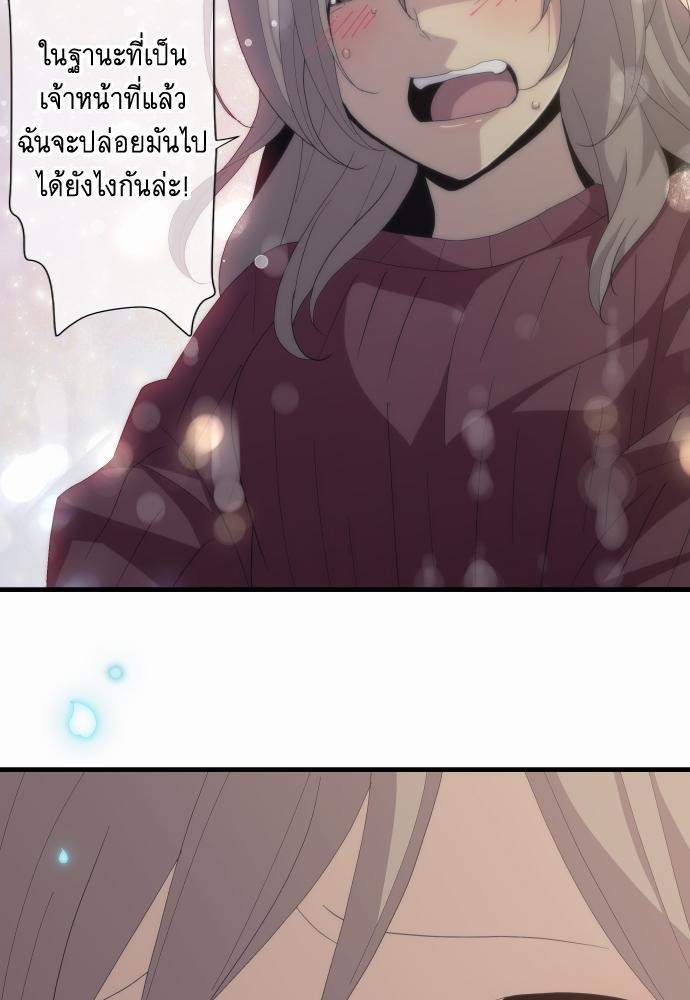 ในฐานะที่เป็น
เจ้าหน้าที่แล้ว
ฉันจะปล่อยมันไป
ได้ยังไงกันล่ะ!